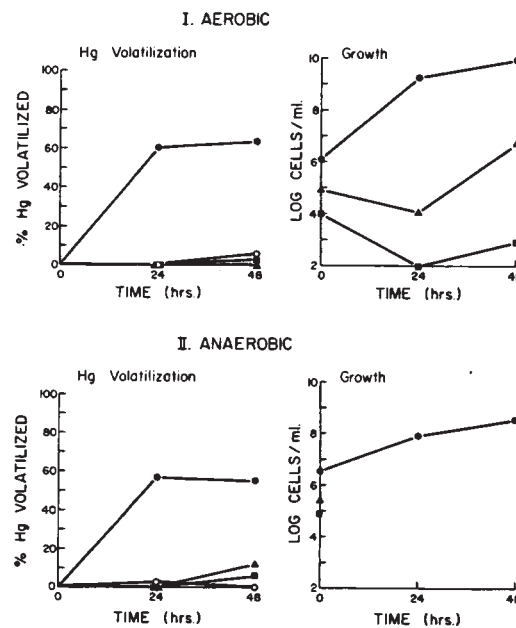 I. AEROBIC
Hg Volatilization
Growth
% Hg VOLATILIZED
100
80
60
40
20
0
0
24
48
TIME (hrs.)
LOG CELLS/ml.
10
8
6
4
2
0
24
48
TIME (hrs.)
II. ANAEROBIC
Hg Volatilization
Growth
% Hg VOLATILIZED
100
80
60
40
20
0
0
24
48
TIME (hrs.)
LOG CELLS/ml.
10
8
6
4
2
0
24
4
TIME (hrs.)